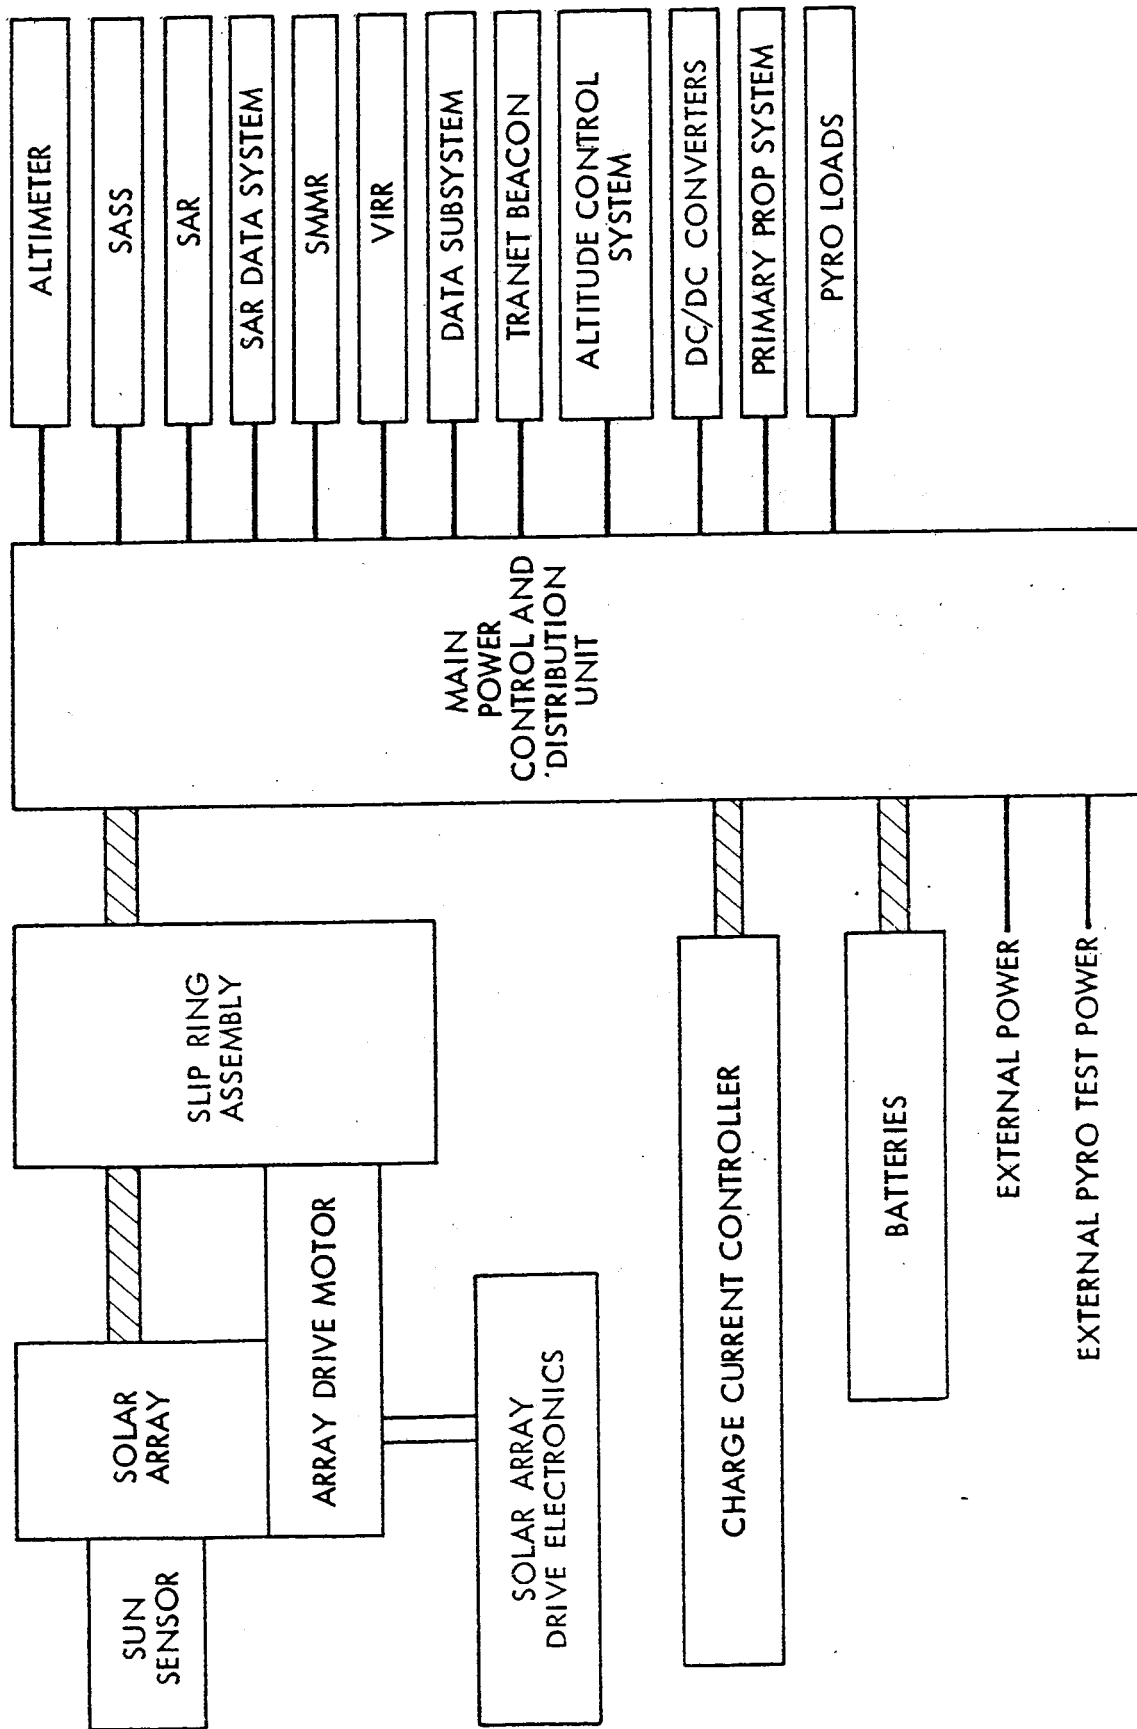 SUN
SENSOR
SOLAR
ARRAY
ARRAY DRIVE MOTOR
SOLAR ARRAY
DRIVE ELECTRONICS
SLIP RING
ASSEMBLY
CHARGE CURRENT CONTROLLER
BATTERIES
EXTERNAL POWER
EXTERNAL PYRO TEST POWER
MAIN
POWER
CONTROL AND
DISTRIBUTION
UNIT
ALTIMETER
SASS
SAR
SAR DATA SYSTEM
SMMR
VIRR
DATA SUBSYSTEM
TRANET BEACON
ALTITUDE CONTROL
SYSTEM
DC/DC CONVERTERS
PRIMARY PROP SYSTEM
PYRO LOADS